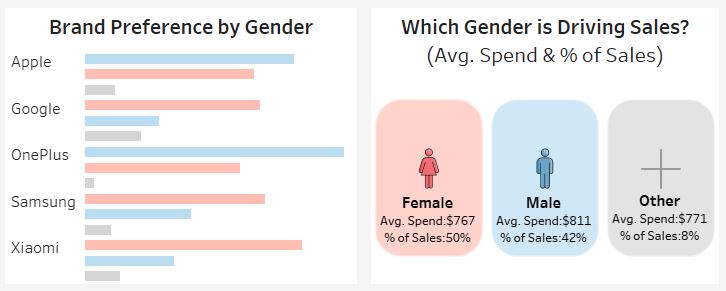 Brand Preference by Gender
Apple
Google
OnePlus
Samsung
Xiaomi
Which Gender is Driving Sales?
(Avg. Spend & % of Sales)
Female
Avg. Spend:$767
% of Sales:50%
Male
Avg. Spend:$811
% of Sales:42%
Other
Avg. Spend:$771
% of Sales:8%